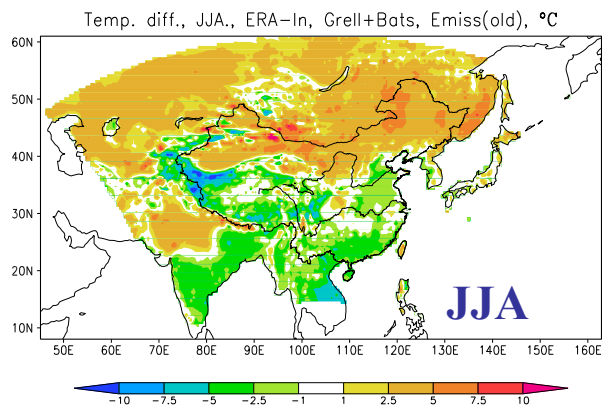 Temp. diff., JJA., ERA-In, Grell+Bats, Emiss(old), °C
60N
50N
40N
30N
20N
10N
JJA
50E 60E 70E 80E 90E 100E 110E 120E 130E 140E 150E 160E
-10 -7.5 -5 -2.5 -1 1 2.5 5 7.5 10